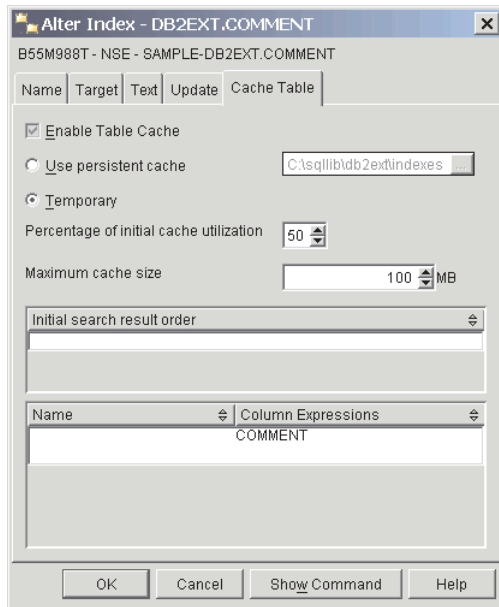 Alter Index - DB2EXT.COMMENT
B55M988T - NSE - SAMPLE-DB2EXT.COMMENT
Name Target Text Update Cache Table
Enable Table Cache
Use persistent cache C:\sqllib\db2ext\indexes ...
Temporary
Percentage of initial cache utilization 50
Maximum cache size 100 MB
Initial search result order
Name Column Expressions
COMMENT
OK Cancel Show Command Help